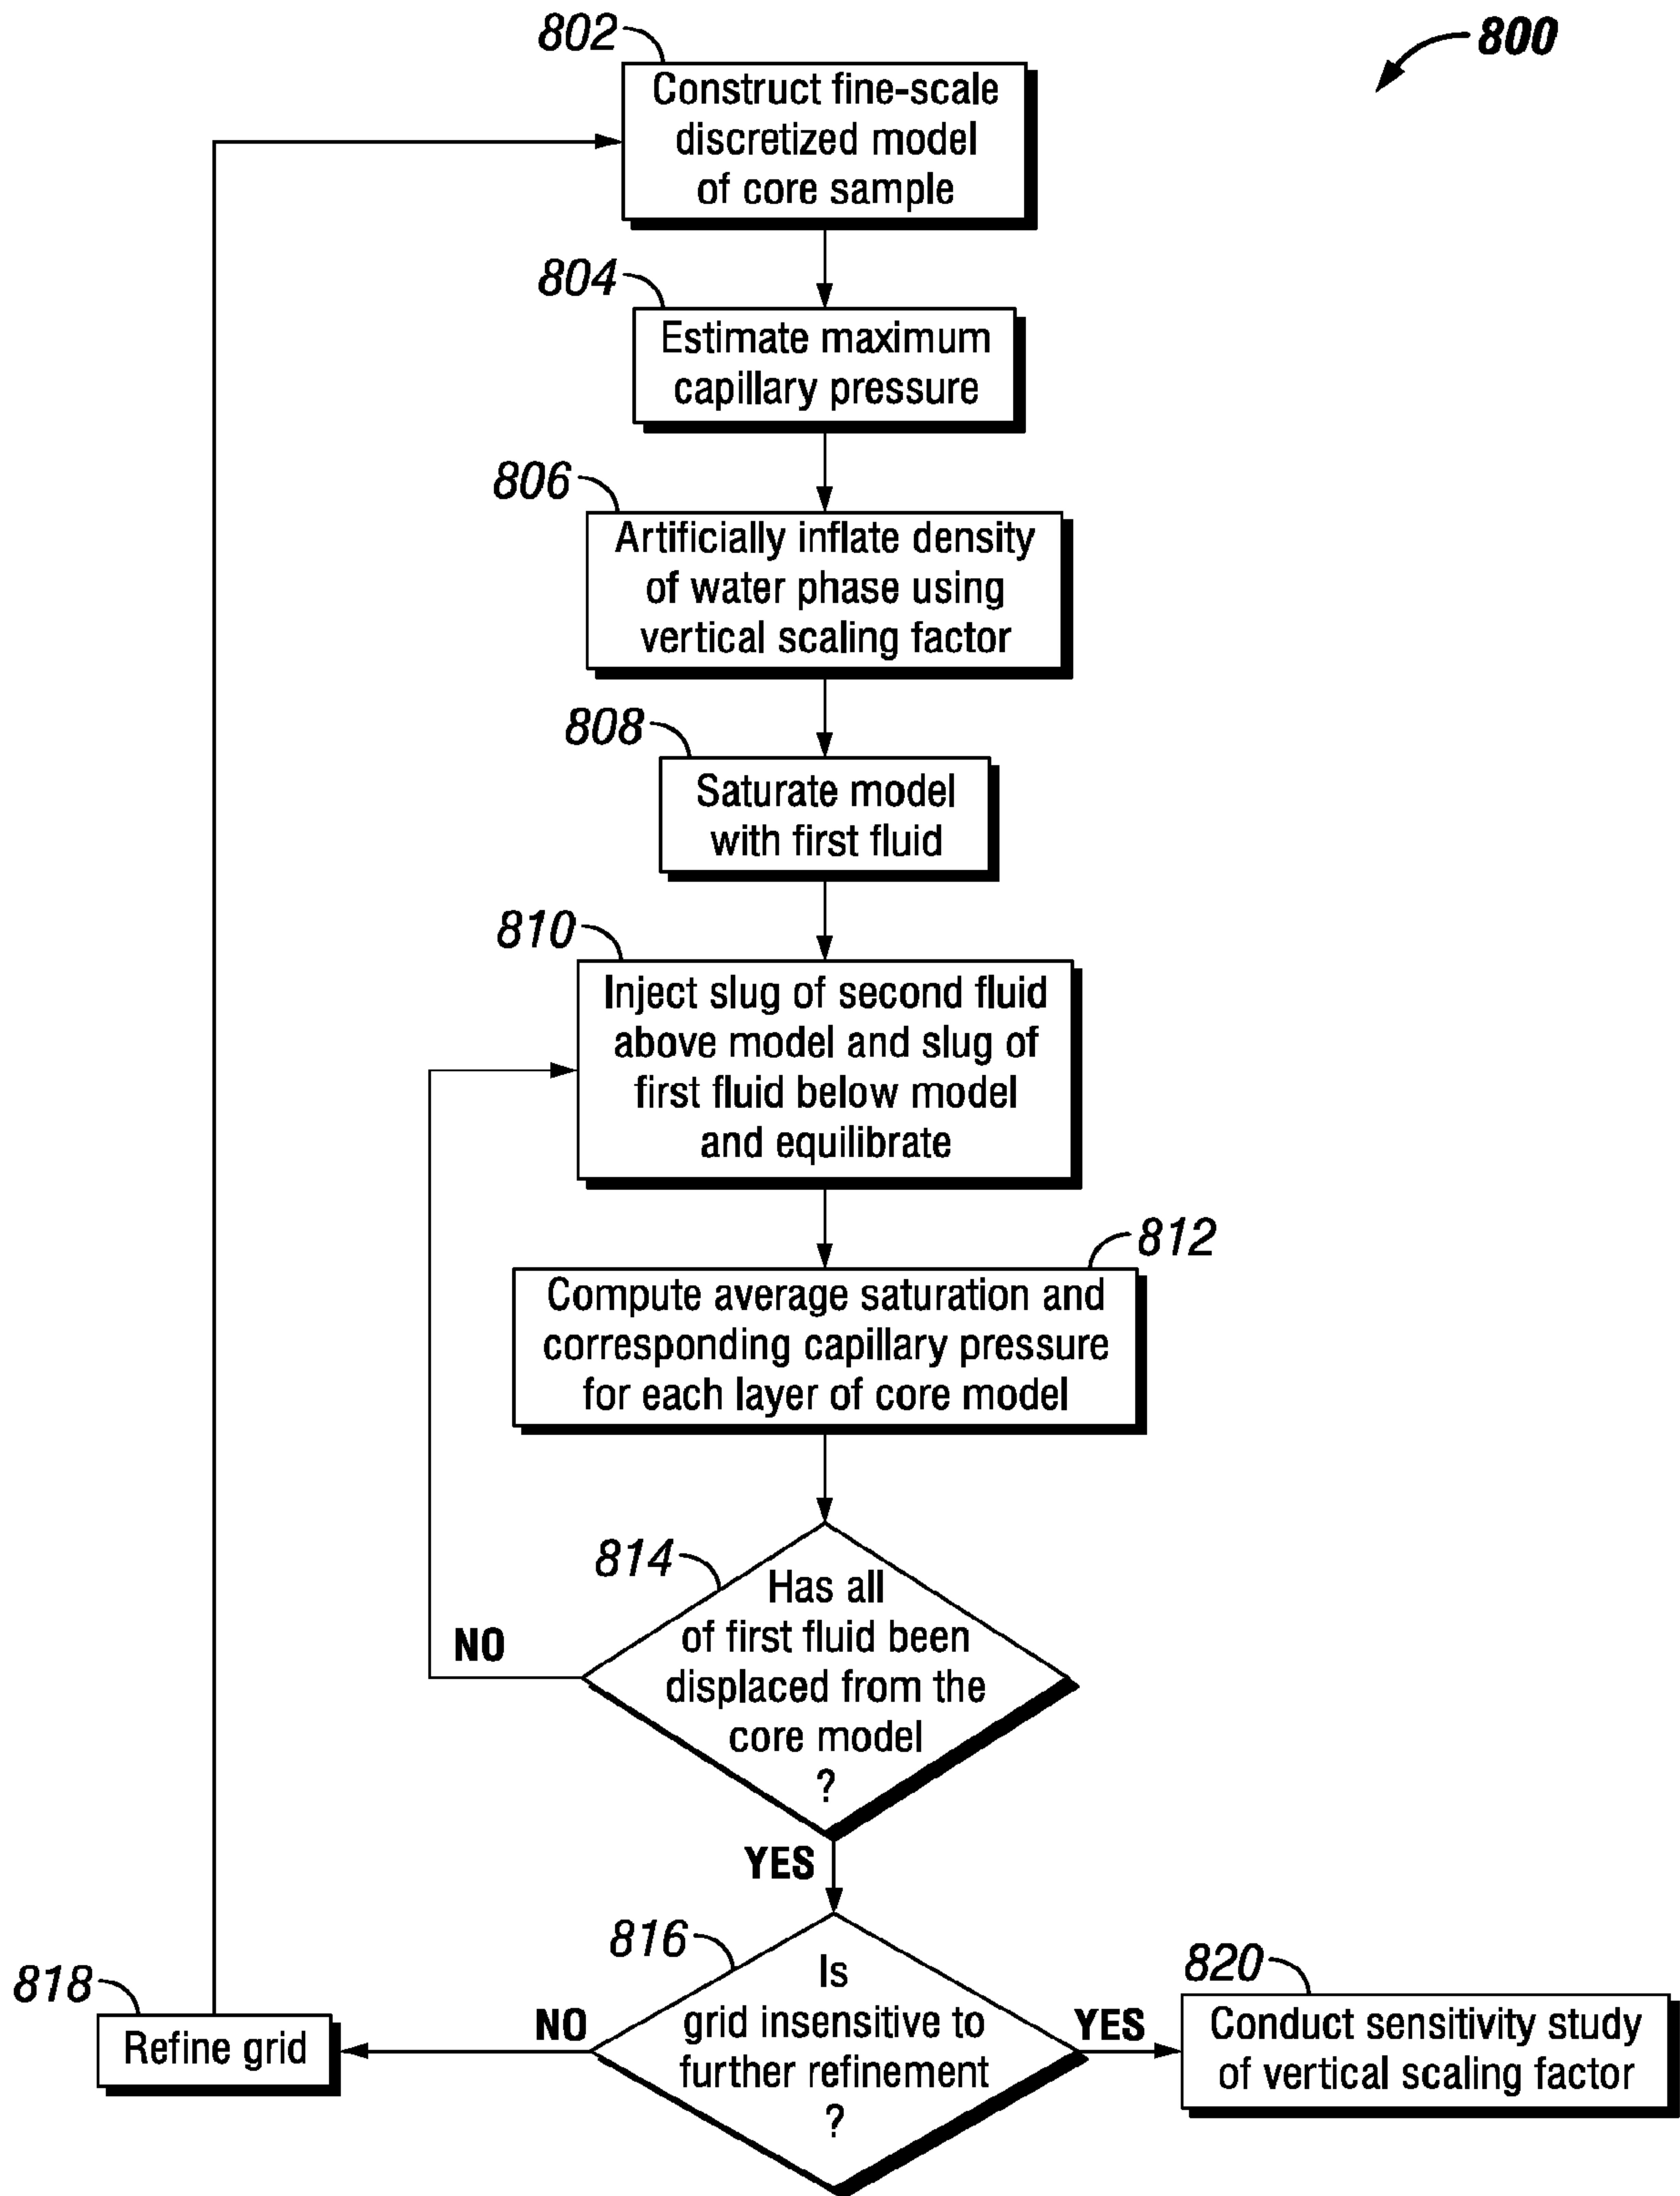 800
802
Construct fine-scale
discretized model
of core sample
804
Estimate maximum
capillary pressure
806
Artificially inflate density
of water phase using
vertical scaling factor
808
Saturate model
with first fluid
810
Inject slug of second fluid
above model and slug of
first fluid below model
and equilibrate
812
Compute average saturation and
corresponding capillary pressure
for each layer of core model
814
Has all
of first fluid been
displaced from the
core model
?
NO
YES
816
Is
grid insensitive to
further refinement
?
NO
YES
818
Refine grid
820
Conduct sensitivity study
of vertical scaling factor